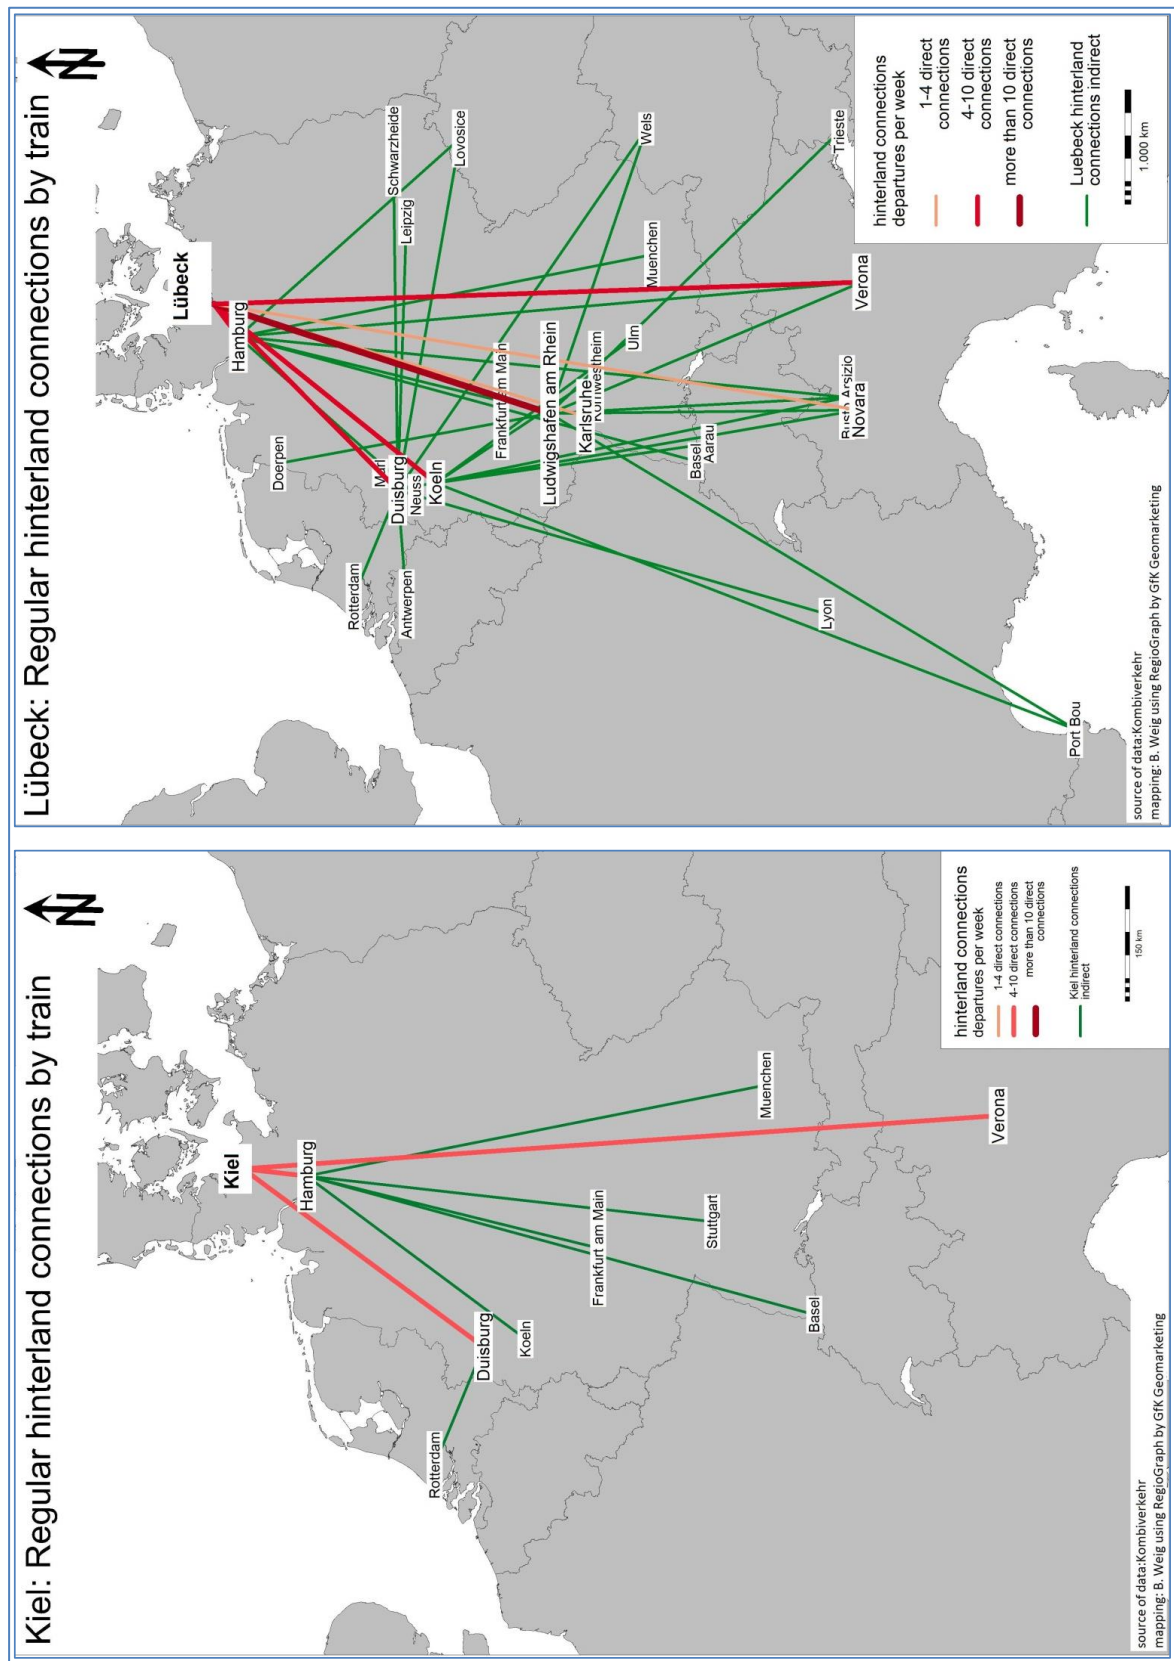 Kiel: Regular hinterland connections by train
N
Kiel
Hamburg
Rotterdam
Duisburg
Koeln
Frankfurt am Main
Stuttgart
Muenchen
Basel
Verona
hinterland connections
departures per week
1-4 direct connections
4-10 direct connections
more than 10 direct
connections
Kiel hinterland connections
indirect
150 km
source of data:Kombiverkehr
mapping: B. Weig using RegioGraph by GfK Geomarketing
Lübeck: Regular hinterland connections by train
N
Lübeck
Hamburg
Doerpen
Marl
Duisburg
Neuss
Koeln
Rotterdam
Antwerpen
Schwarzheide
Leipzig
Lovosice
Frankfurt am Main
Ludwigshafen am Rhein
Karlsruhe
Kornwestheim
Ulm
Muenchen
Wels
Basel
Aarau
Trieste
Verona
Busto Arsizio
Novara
Lyon
Port Bou
hinterland connections
departures per week
1-4 direct
connections
4-10 direct
connections
more than 10 direct
connections
Luebeck hinterland
connections indirect
1.000 km
source of data:Kombiverkehr
mapping: B. Weig using RegioGraph by GfK Geomarketing